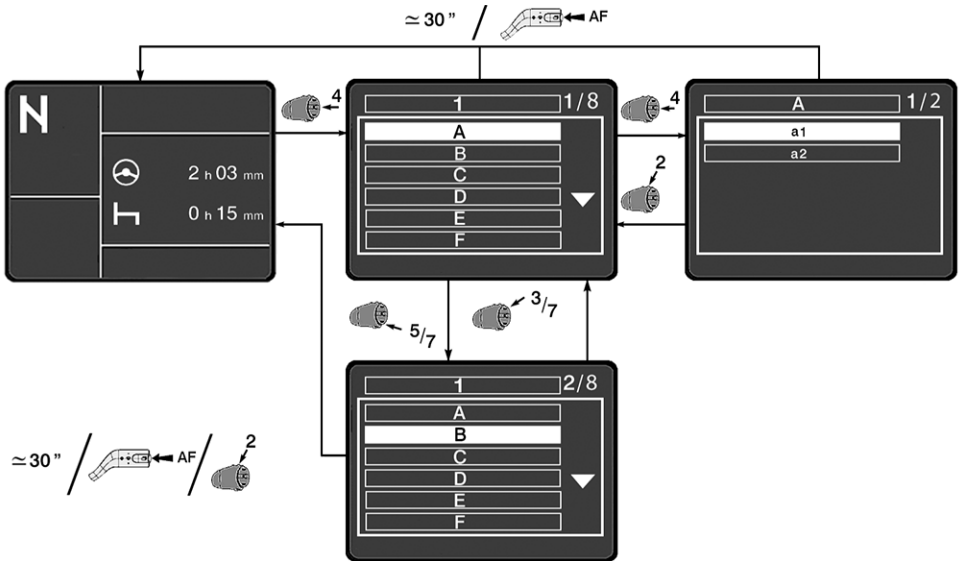 ≃ 30” / AF
N
2 h 03 mm
0 h 15 mm
4
1 1/8
A
B
C
D
E
F
4
2
A 1/2
a1
a2
5/7
3/7
1 2/8
A
B
C
D
E
F
≃30” / AF / 2